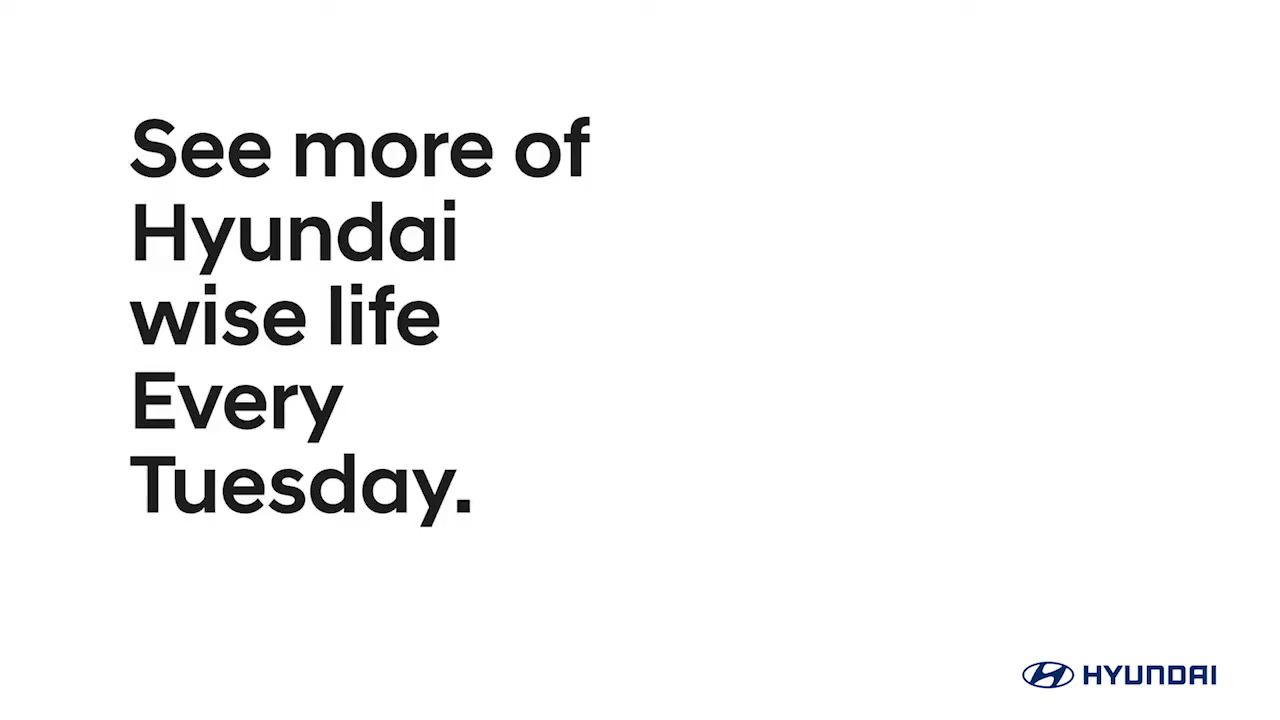 See more of
Hyundai
wise life
Every
Tuesday.
HYUNDAI